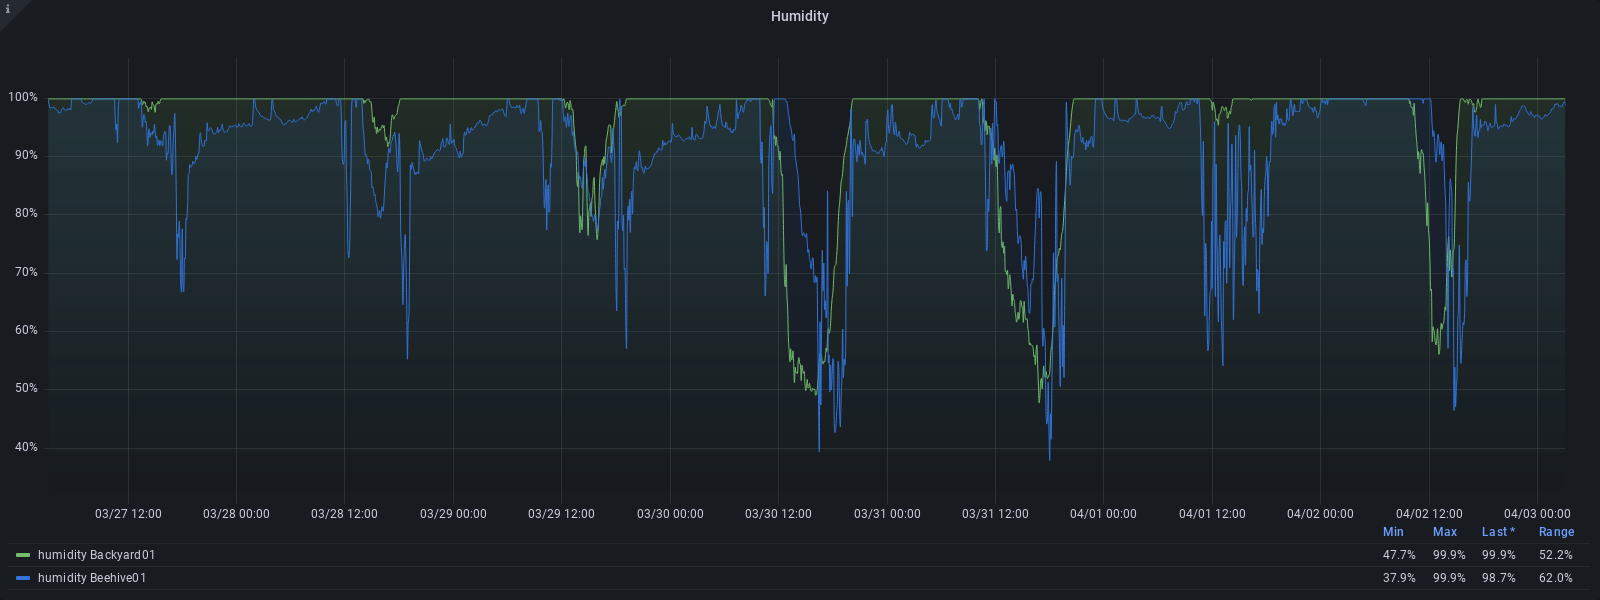 i
Humidity
100%
90%
80%
70%
60%
50%
40%
03/27 12:00 03/28 00:00 03/28 12:00 03/29 00:00 03/29 12:00 03/30 00:00 03/30 12:00 03/31 00:00 03/31 12:00 04/01 00:00 04/01 12:00 04/02 00:00 04/02 12:00 04/03 00:00
Min Max Last * Range
humidity Backyard01 47.7% 99.9% 99.9% 52.2%
humidity Beehive01 37.9% 99.9% 98.7% 62.0%